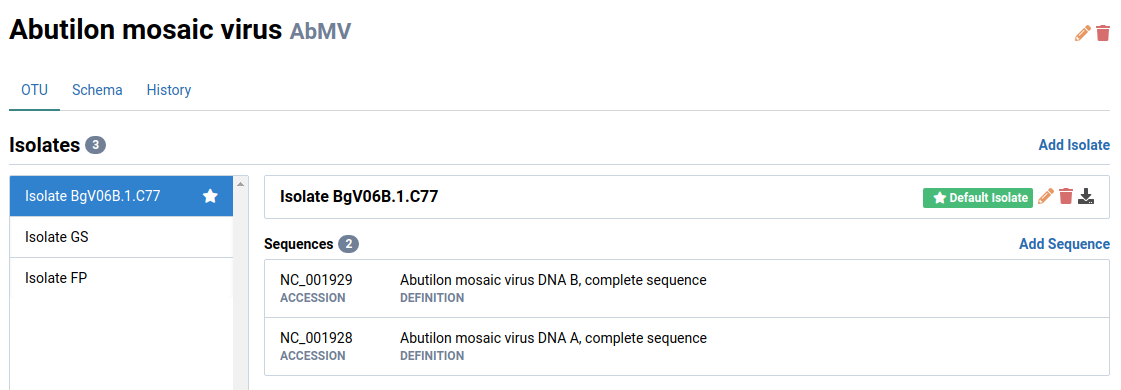 Abutilon mosaic virus AbMV
OTU Schema History
Isolates 3 Add Isolate
Isolate BgV06B.1.C77
Isolate GS
Isolate FP
Isolate BgV06B.1.C77 Default Isolate
Sequences 2 Add Sequence
NC_001929 Abutilon mosaic virus DNA B, complete sequence
ACCESSION DEFINITION
NC_001928 Abutilon mosaic virus DNA A, complete sequence
ACCESSION DEFINITION